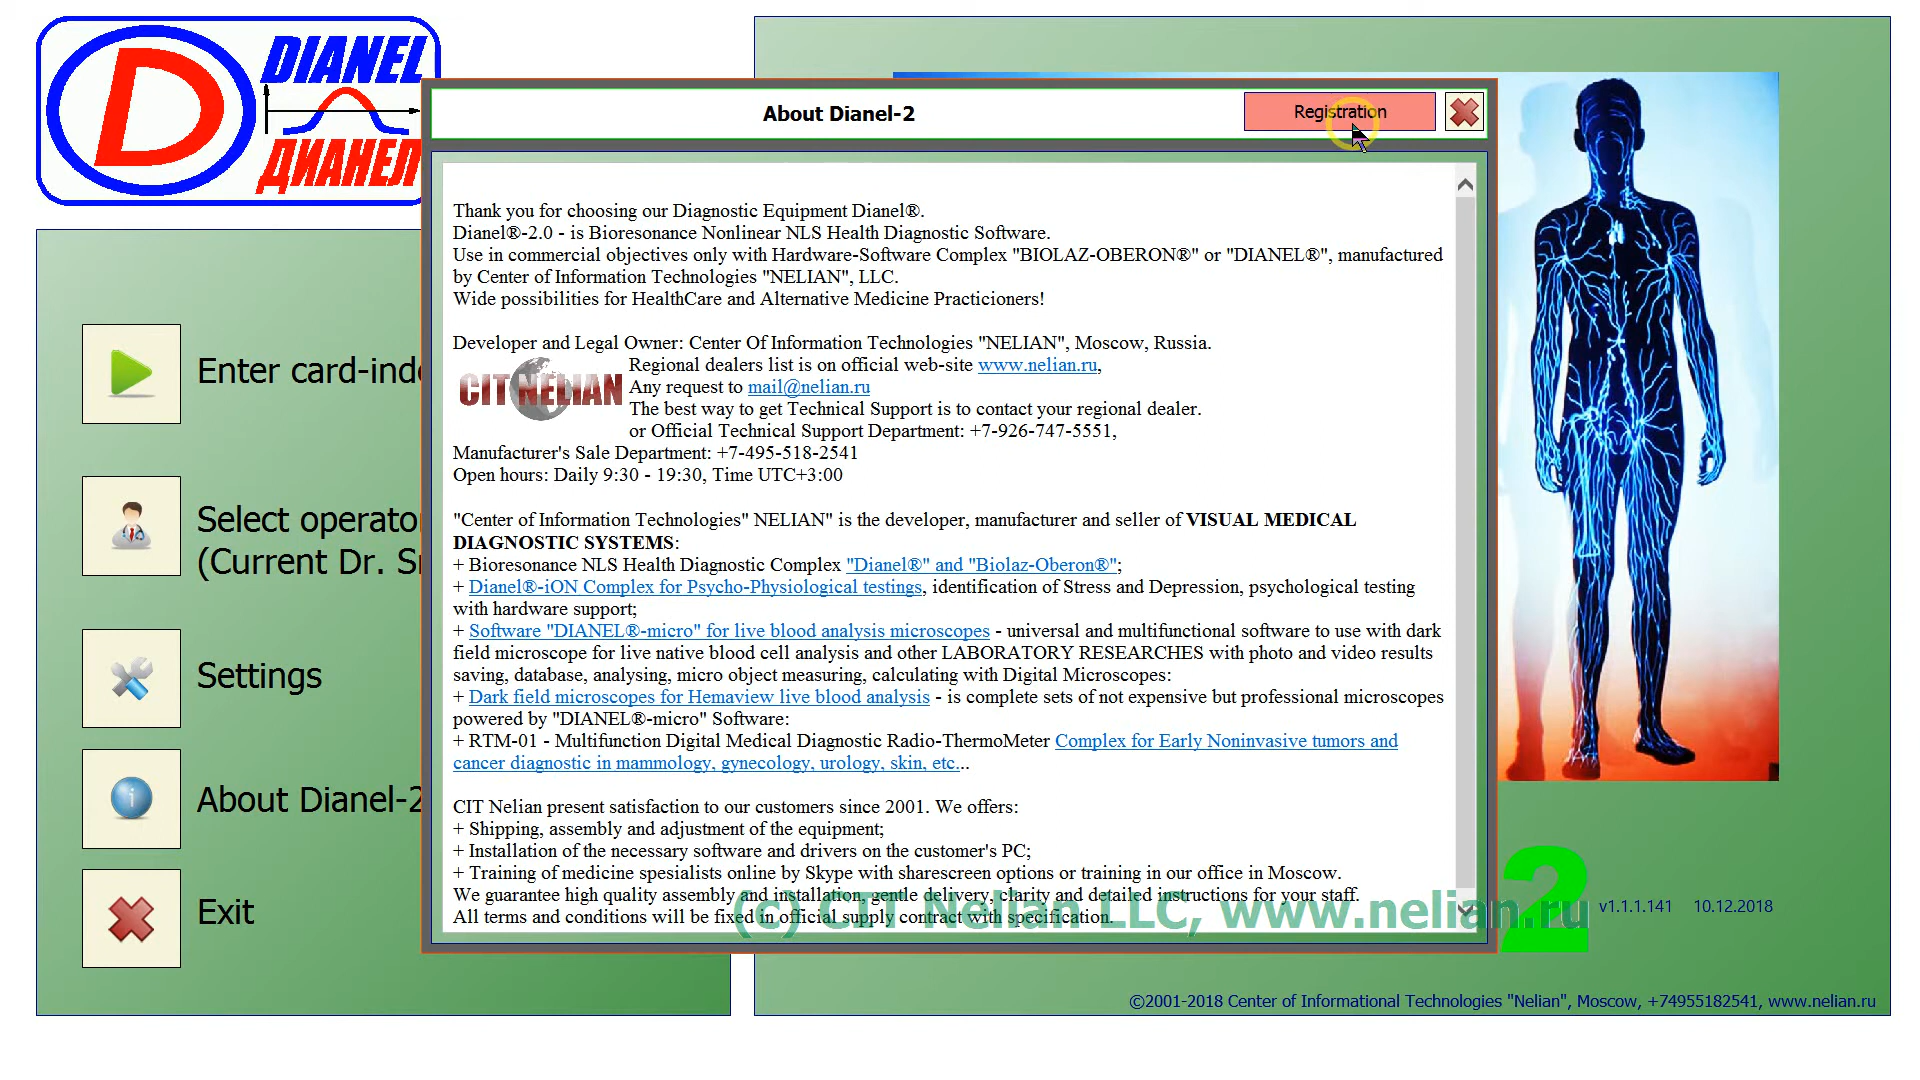 DIANEL
D
ДИАНЕЛ
About Dianel-2
Registration
Thank you for choosing our Diagnostic Equipment Dianel®.
Dianel®-2.0 - is Bioresonance Nonlinear NLS Health Diagnostic Software.
Use in commercial objectives only with Hardware-Software Complex "BIOLAZ-OBERON®" or "DIANEL®", manufactured
by Center of Information Technologies "NELIAN", LLC.
Wide possibilities for HealthCare and Alternative Medicine Practicioners!
Developer and Legal Owner: Center Of Information Technologies "NELIAN", Moscow, Russia.
CIT NELIAN
Regional dealers list is on official web-site www.nelian.ru,
Any request to mail@nelian.ru
The best way to get Technical Support is to contact your regional dealer.
or Official Technical Support Department: +7-926-747-5551,
Manufacturer's Sale Department: +7-495-518-2541
Open hours: Daily 9:30 - 19:30, Time UTC+3:00
"Center of Information Technologies" NELIAN" is the developer, manufacturer and seller of VISUAL MEDICAL
DIAGNOSTIC SYSTEMS:
+ Bioresonance NLS Health Diagnostic Complex "Dianel®" and "Biolaz-Oberon®";
+ Dianel®-iON Complex for Psycho-Physiological testings, identification of Stress and Depression, psychological testing
with hardware support;
+ Software "DIANEL®-micro" for live blood analysis microscopes - universal and multifunctional software to use with dark
field microscope for live native blood cell analysis and other LABORATORY RESEARCHES with photo and video results
saving, database, analysing, micro object measuring, calculating with Digital Microscopes:
+ Dark field microscopes for Hemaview live blood analysis - is complete sets of not expensive but professional microscopes
powered by "DIANEL®-micro" Software:
+ RTM-01 - Multifunction Digital Medical Diagnostic Radio-ThermoMeter Complex for Early Noninvasive tumors and
cancer diagnostic in mammology, gynecology, urology, skin, etc...
CIT Nelian present satisfaction to our customers since 2001. We offers:
+ Shipping, assembly and adjustment of the equipment;
+ Installation of the necessary software and drivers on the customer's PC;
+ Training of medicine spesialists online by Skype with sharescreen options or training in our office in Moscow.
We guarantee high quality assembly and installation, gentle delivery, clarity and detailed instructions for your staff.
All terms and conditions will be fixed in official supply contract with specification.
(c) CIT Nelian LLC, www.nelian.ru
Enter card-ind
Select operato
(Current Dr. S
Settings
About Dianel-2
Exit
2
v1.1.1.141 10.12.2018
©2001-2018 Center of Informational Technologies "Nelian", Moscow, +74955182541, www.nelian.ru